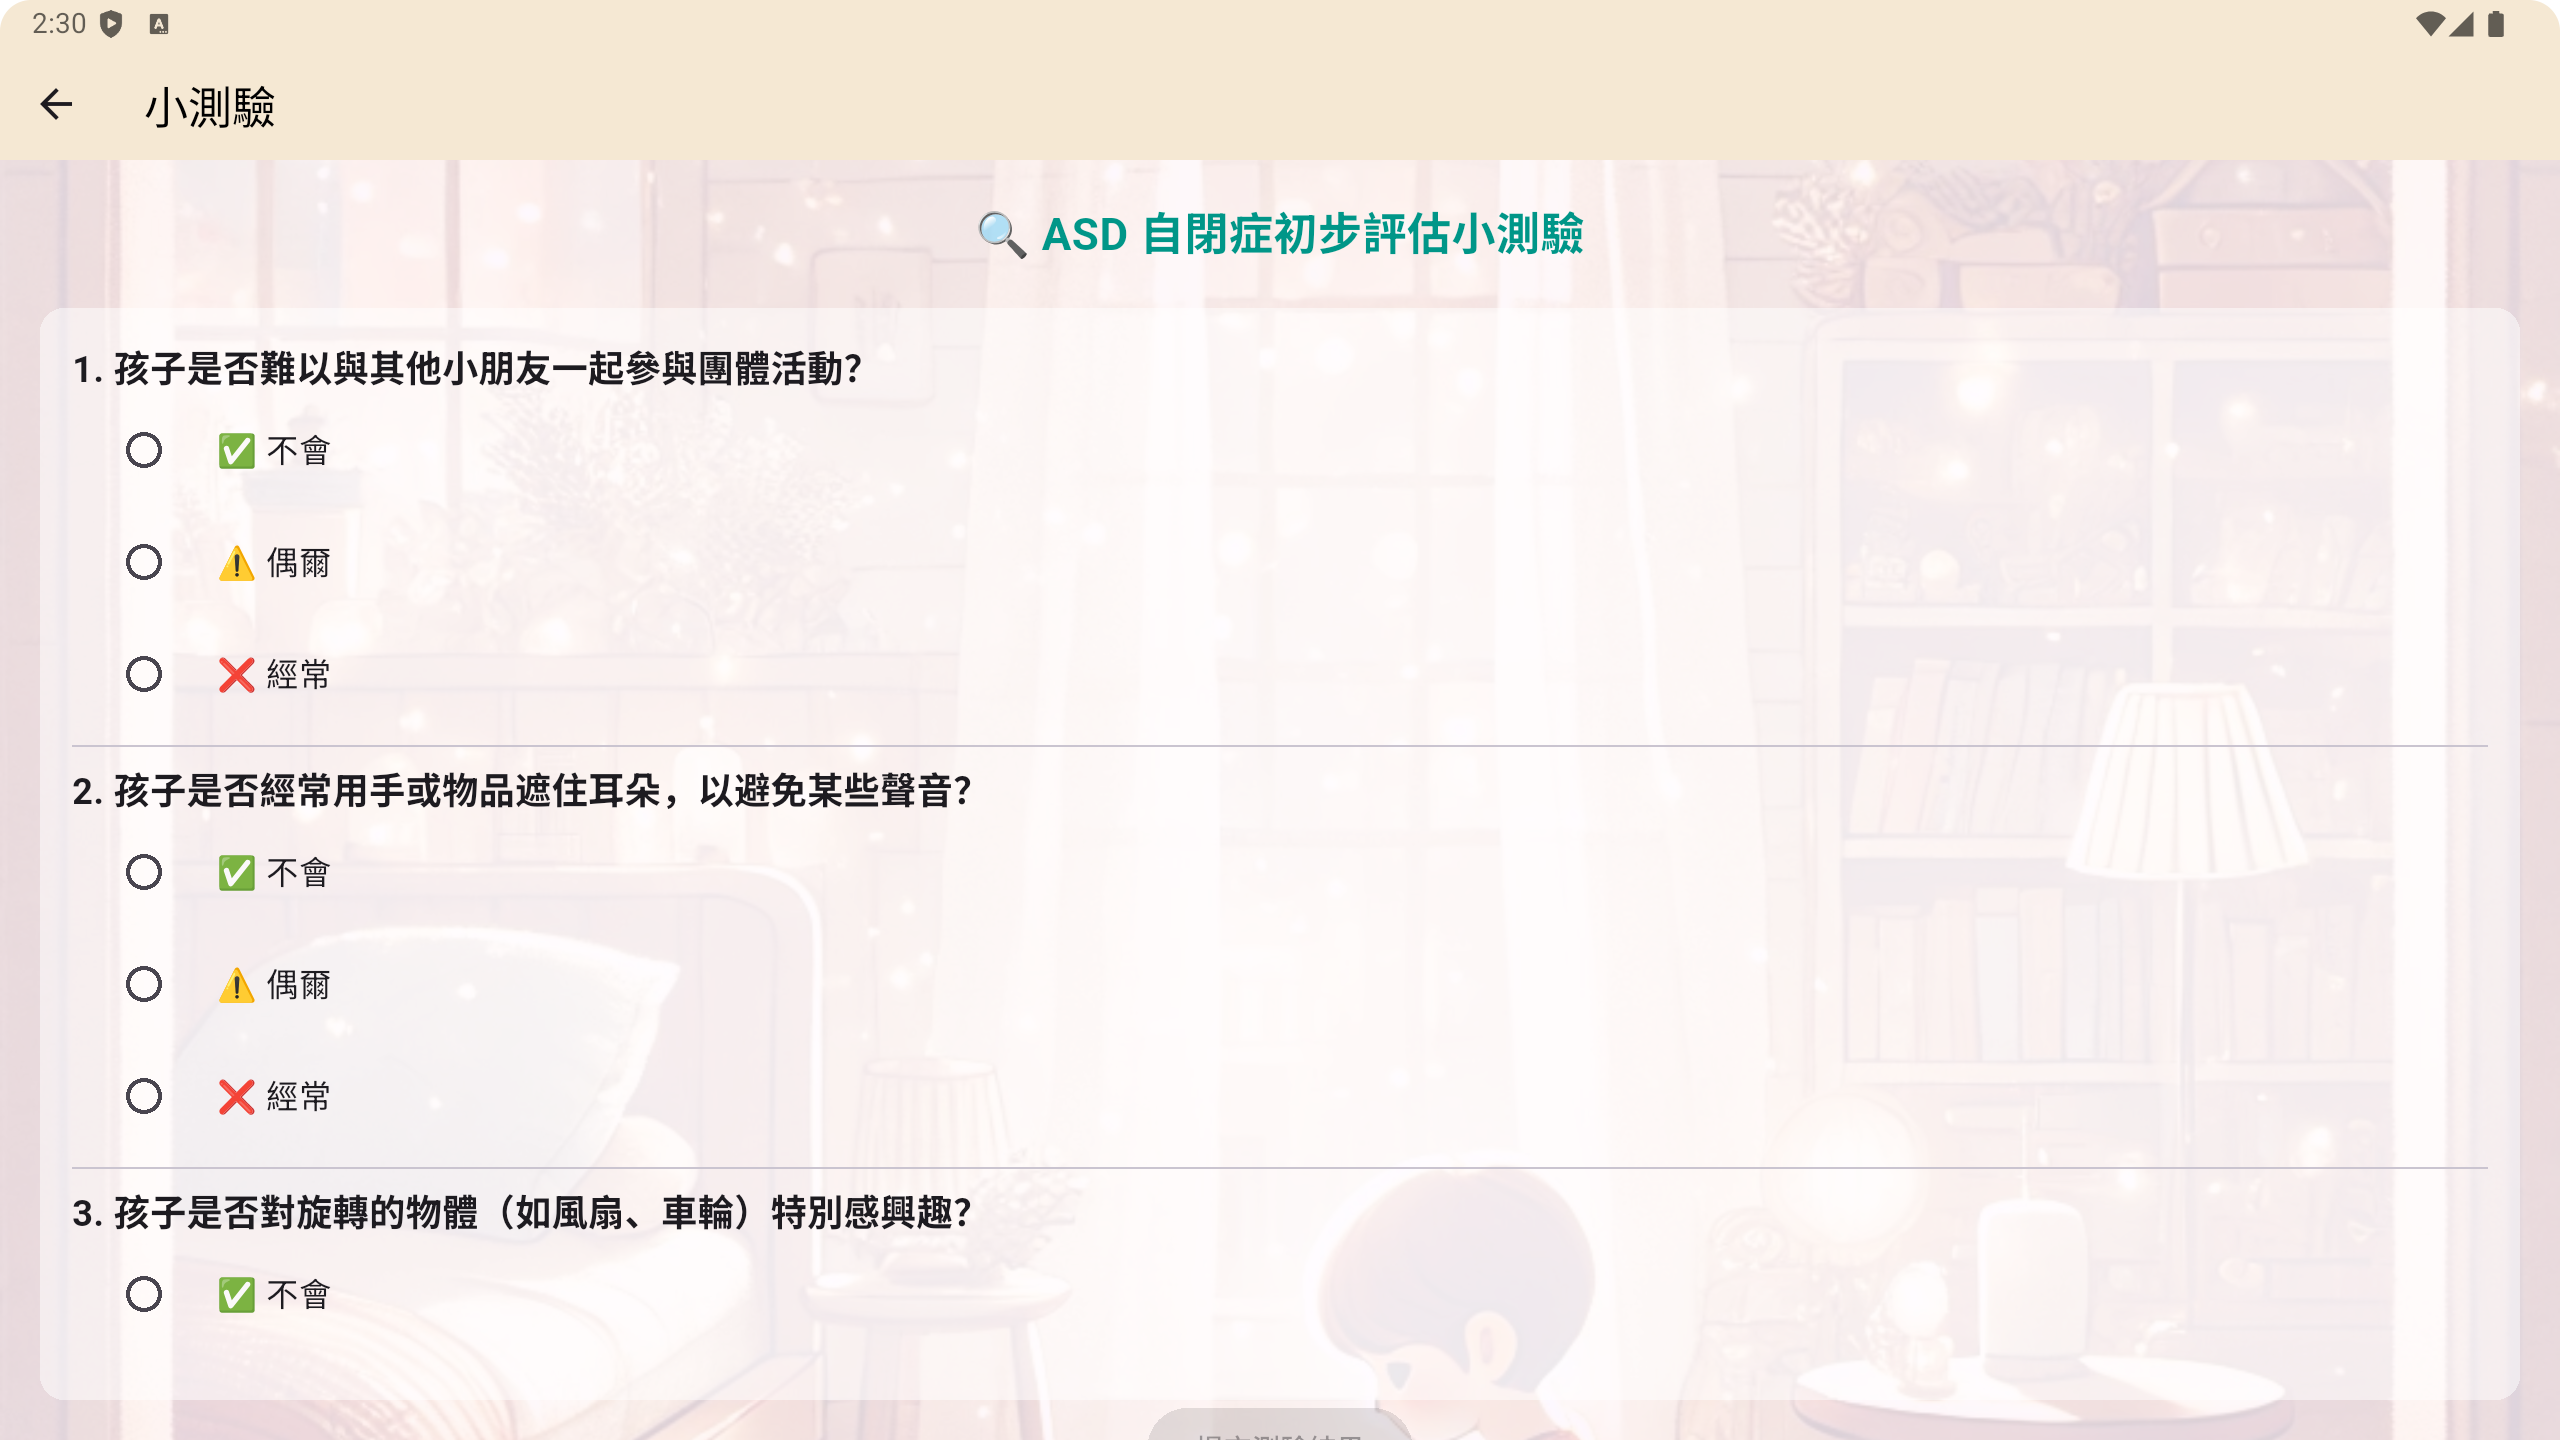 2:30
小測驗
🔍 ASD 自閉症初步評估小測驗
1. 孩子是否難以與其他小朋友一起參與團體活動?
✅ 不會
⚠️ 偶爾
❌ 經常
2. 孩子是否經常用手或物品遮住耳朵，以避免某些聲音?
✅ 不會
⚠️ 偶爾
❌ 經常
3. 孩子是否對旋轉的物體（如風扇、車輪）特別感興趣?
✅ 不會